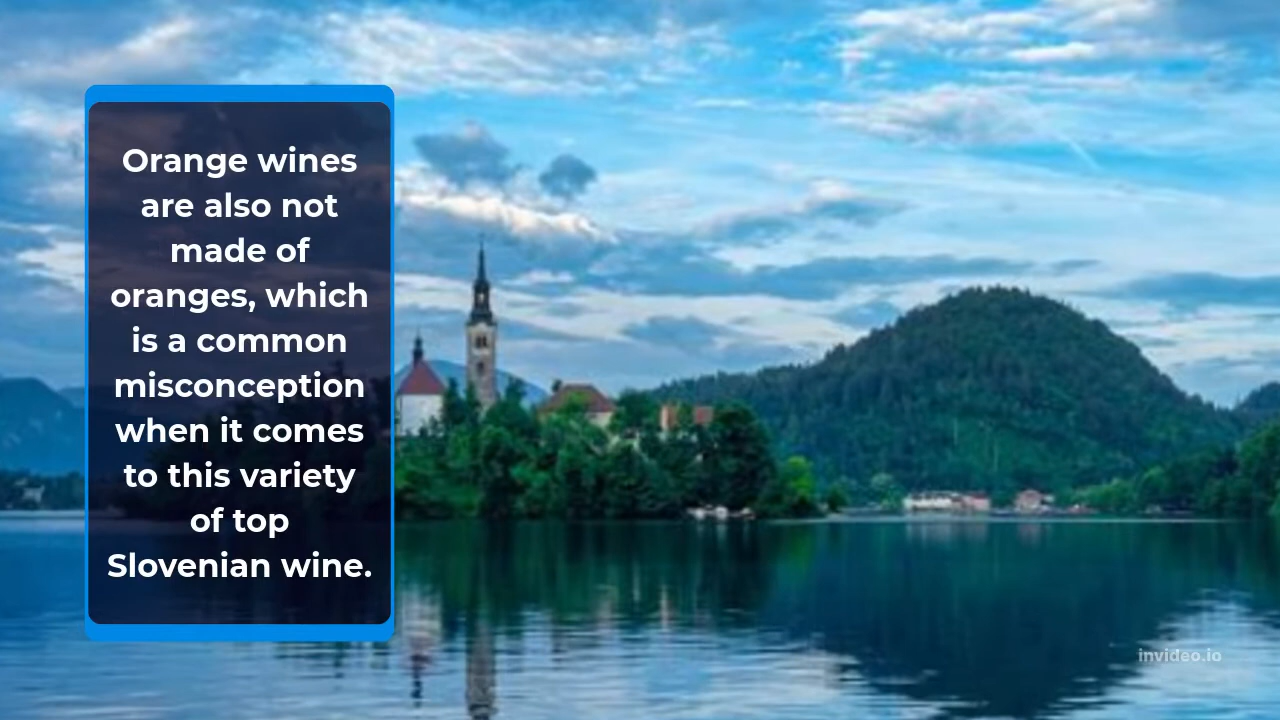 Orange wines
are also not
made of
oranges, which
is a common
misconception
when it comes
to this variety
of top
Slovenian wine.
invideo.io